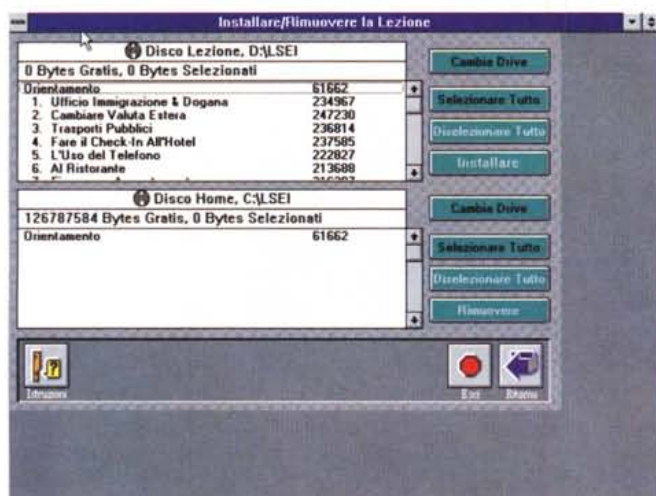 Installare/Rimuovere la Lezione
Disco Lezione, D:\LSEI
0 Bytes Gratis, 0 Bytes Selezionati
Orientamento 61662
1. Ufficio Immigrazione & Dogana 234967
2. Cambiare Valuta Estera 247230
3. Trasporti Pubblici 236814
4. Fare il Check-In All'Hotel 237585
5. L'Uso del Telefono 222827
6. Al Ristorante 213688
Cambia Drive
Selezionare Tutto
Diselezionare Tutto
Installare
Disco Home, C:\LSEI
126787584 Bytes Gratis, 0 Bytes Selezionati
Orientamento 61662
Cambia Drive
Selezionare Tutto
Diselezionare Tutto
Rimuovere
Istruzioni
Esci
Ritorno